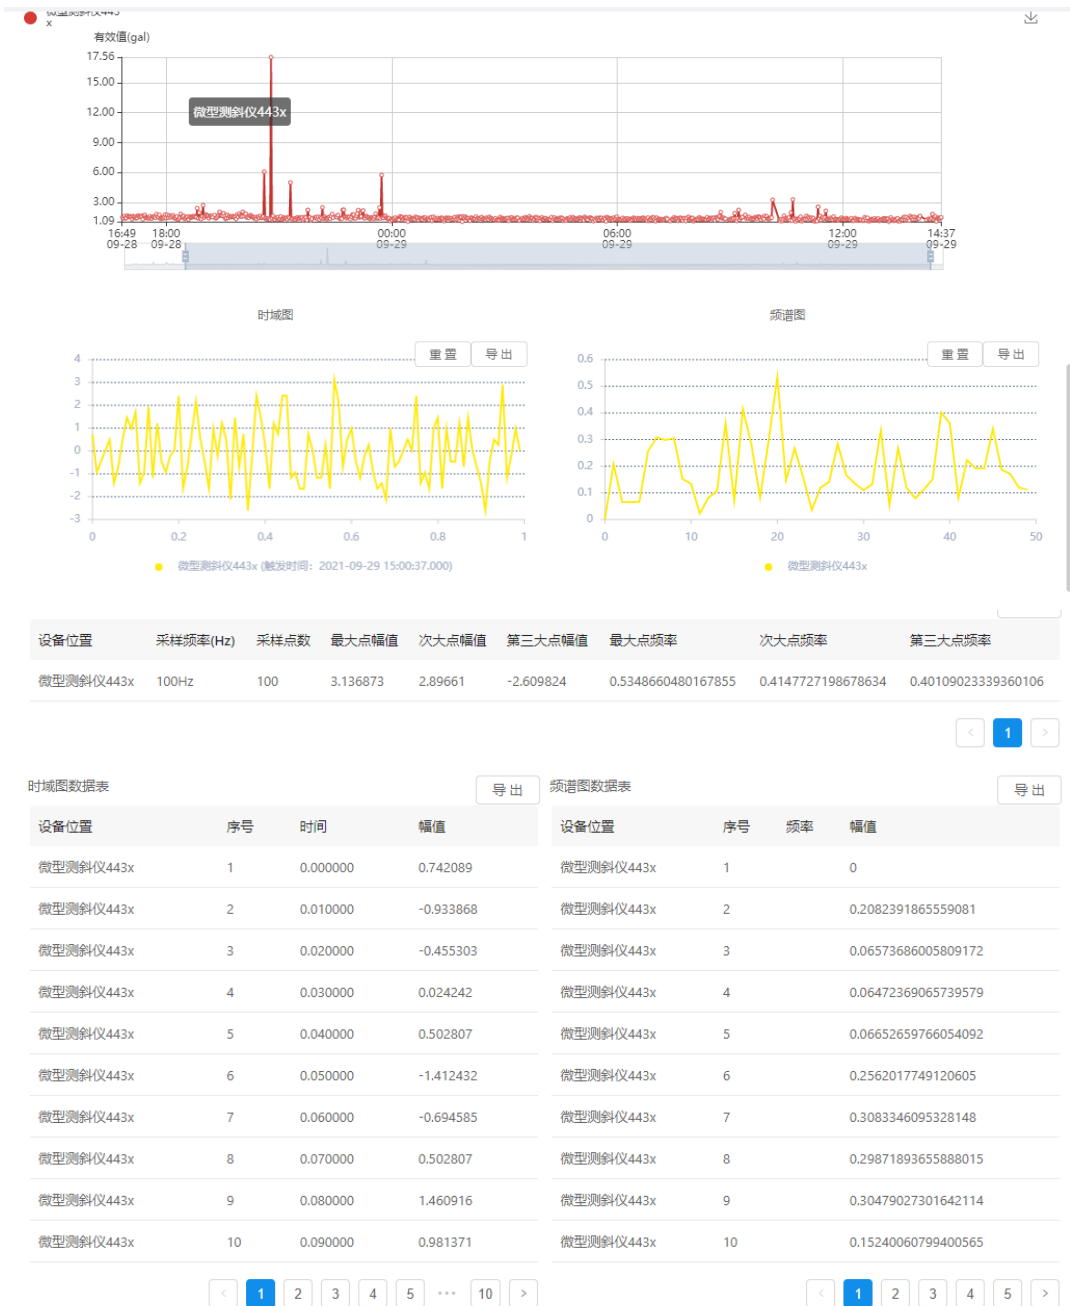 微型测斜仪443
x
有效值(gal)
17.56
15.00
12.00
微型测斜仪443x
9.00
6.00
3.00
1.09
16:49 18:00 00:00 06:00 12:00 14:37
09-28 09-28 09-29 09-29 09-29 09-29
时域图 频谱图
重置 导出 重置 导出
4
3
2
1
0
-1
-2
-3
0 0.2 0.4 0.6 0.8 1
微型测斜仪443x (触发时间：2021-09-29 15:00:37.000)
0.6
0.5
0.4
0.3
0.2
0.1
0
0 10 20 30 40 50
微型测斜仪443x
设备位置 采样频率(Hz) 采样点数 最大点幅值 次大点幅值 第三大点幅值 最大点频率 次大点频率 第三大点频率
微型测斜仪443x 100Hz 100 3.136873 2.89661 -2.609824 0.5348660480167855 0.4147727198678634 0.40109023339360106
< 1 >
时域图数据表 导出
设备位置 序号 时间 幅值
微型测斜仪443x 1 0.000000 0.742089
微型测斜仪443x 2 0.010000 -0.933868
微型测斜仪443x 3 0.020000 -0.455303
微型测斜仪443x 4 0.030000 0.024242
微型测斜仪443x 5 0.040000 0.502807
微型测斜仪443x 6 0.050000 -1.412432
微型测斜仪443x 7 0.060000 -0.694585
微型测斜仪443x 8 0.070000 0.502807
微型测斜仪443x 9 0.080000 1.460916
微型测斜仪443x 10 0.090000 0.981371
< 1 2 3 4 5 ••• 10 >
频谱图数据表 导出
设备位置 序号 频率 幅值
微型测斜仪443x 1 0
微型测斜仪443x 2 0.2082391865559081
微型测斜仪443x 3 0.06573686005809172
微型测斜仪443x 4 0.06472369065739579
微型测斜仪443x 5 0.06652659766054092
微型测斜仪443x 6 0.2562017749120605
微型测斜仪443x 7 0.3083346095328148
微型测斜仪443x 8 0.29871893655888015
微型测斜仪443x 9 0.30479027301642114
微型测斜仪443x 10 0.15240060799400565
< 1 2 3 4 5 >